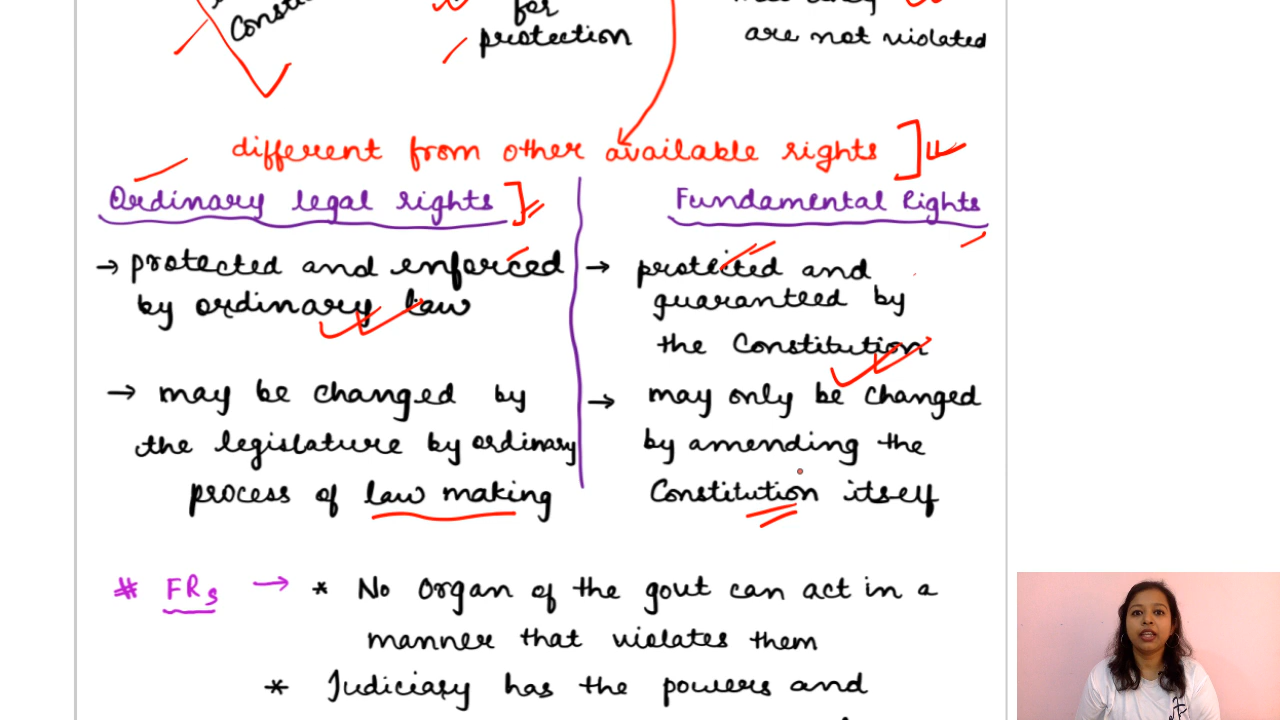 for
protection
are not violated
different from other available rights
Ordinary legal rights
→ protected and enforced
by ordinary law
→ may be changed by
the legislature by ordinary
process of law making
Fundamental Rights
→ protected and
guaranteed by
the Constitution
→ may only be changed
by amending the
Constitution itself
# FRs → * No organ of the govt can act in a
manner that violates them
* Judiciary has the powers and